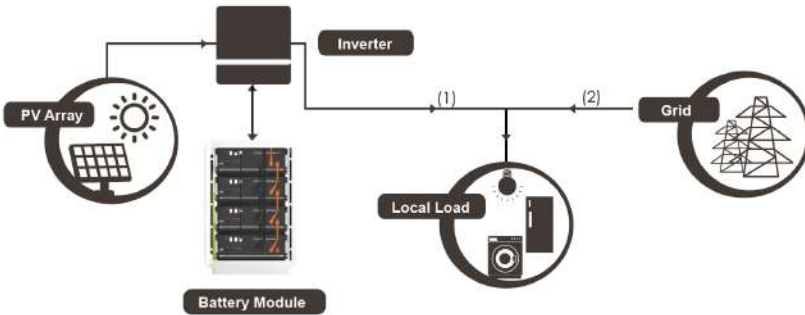 Inverter
PV Array
(1)
(2)
Grid
Local Load
Battery Module